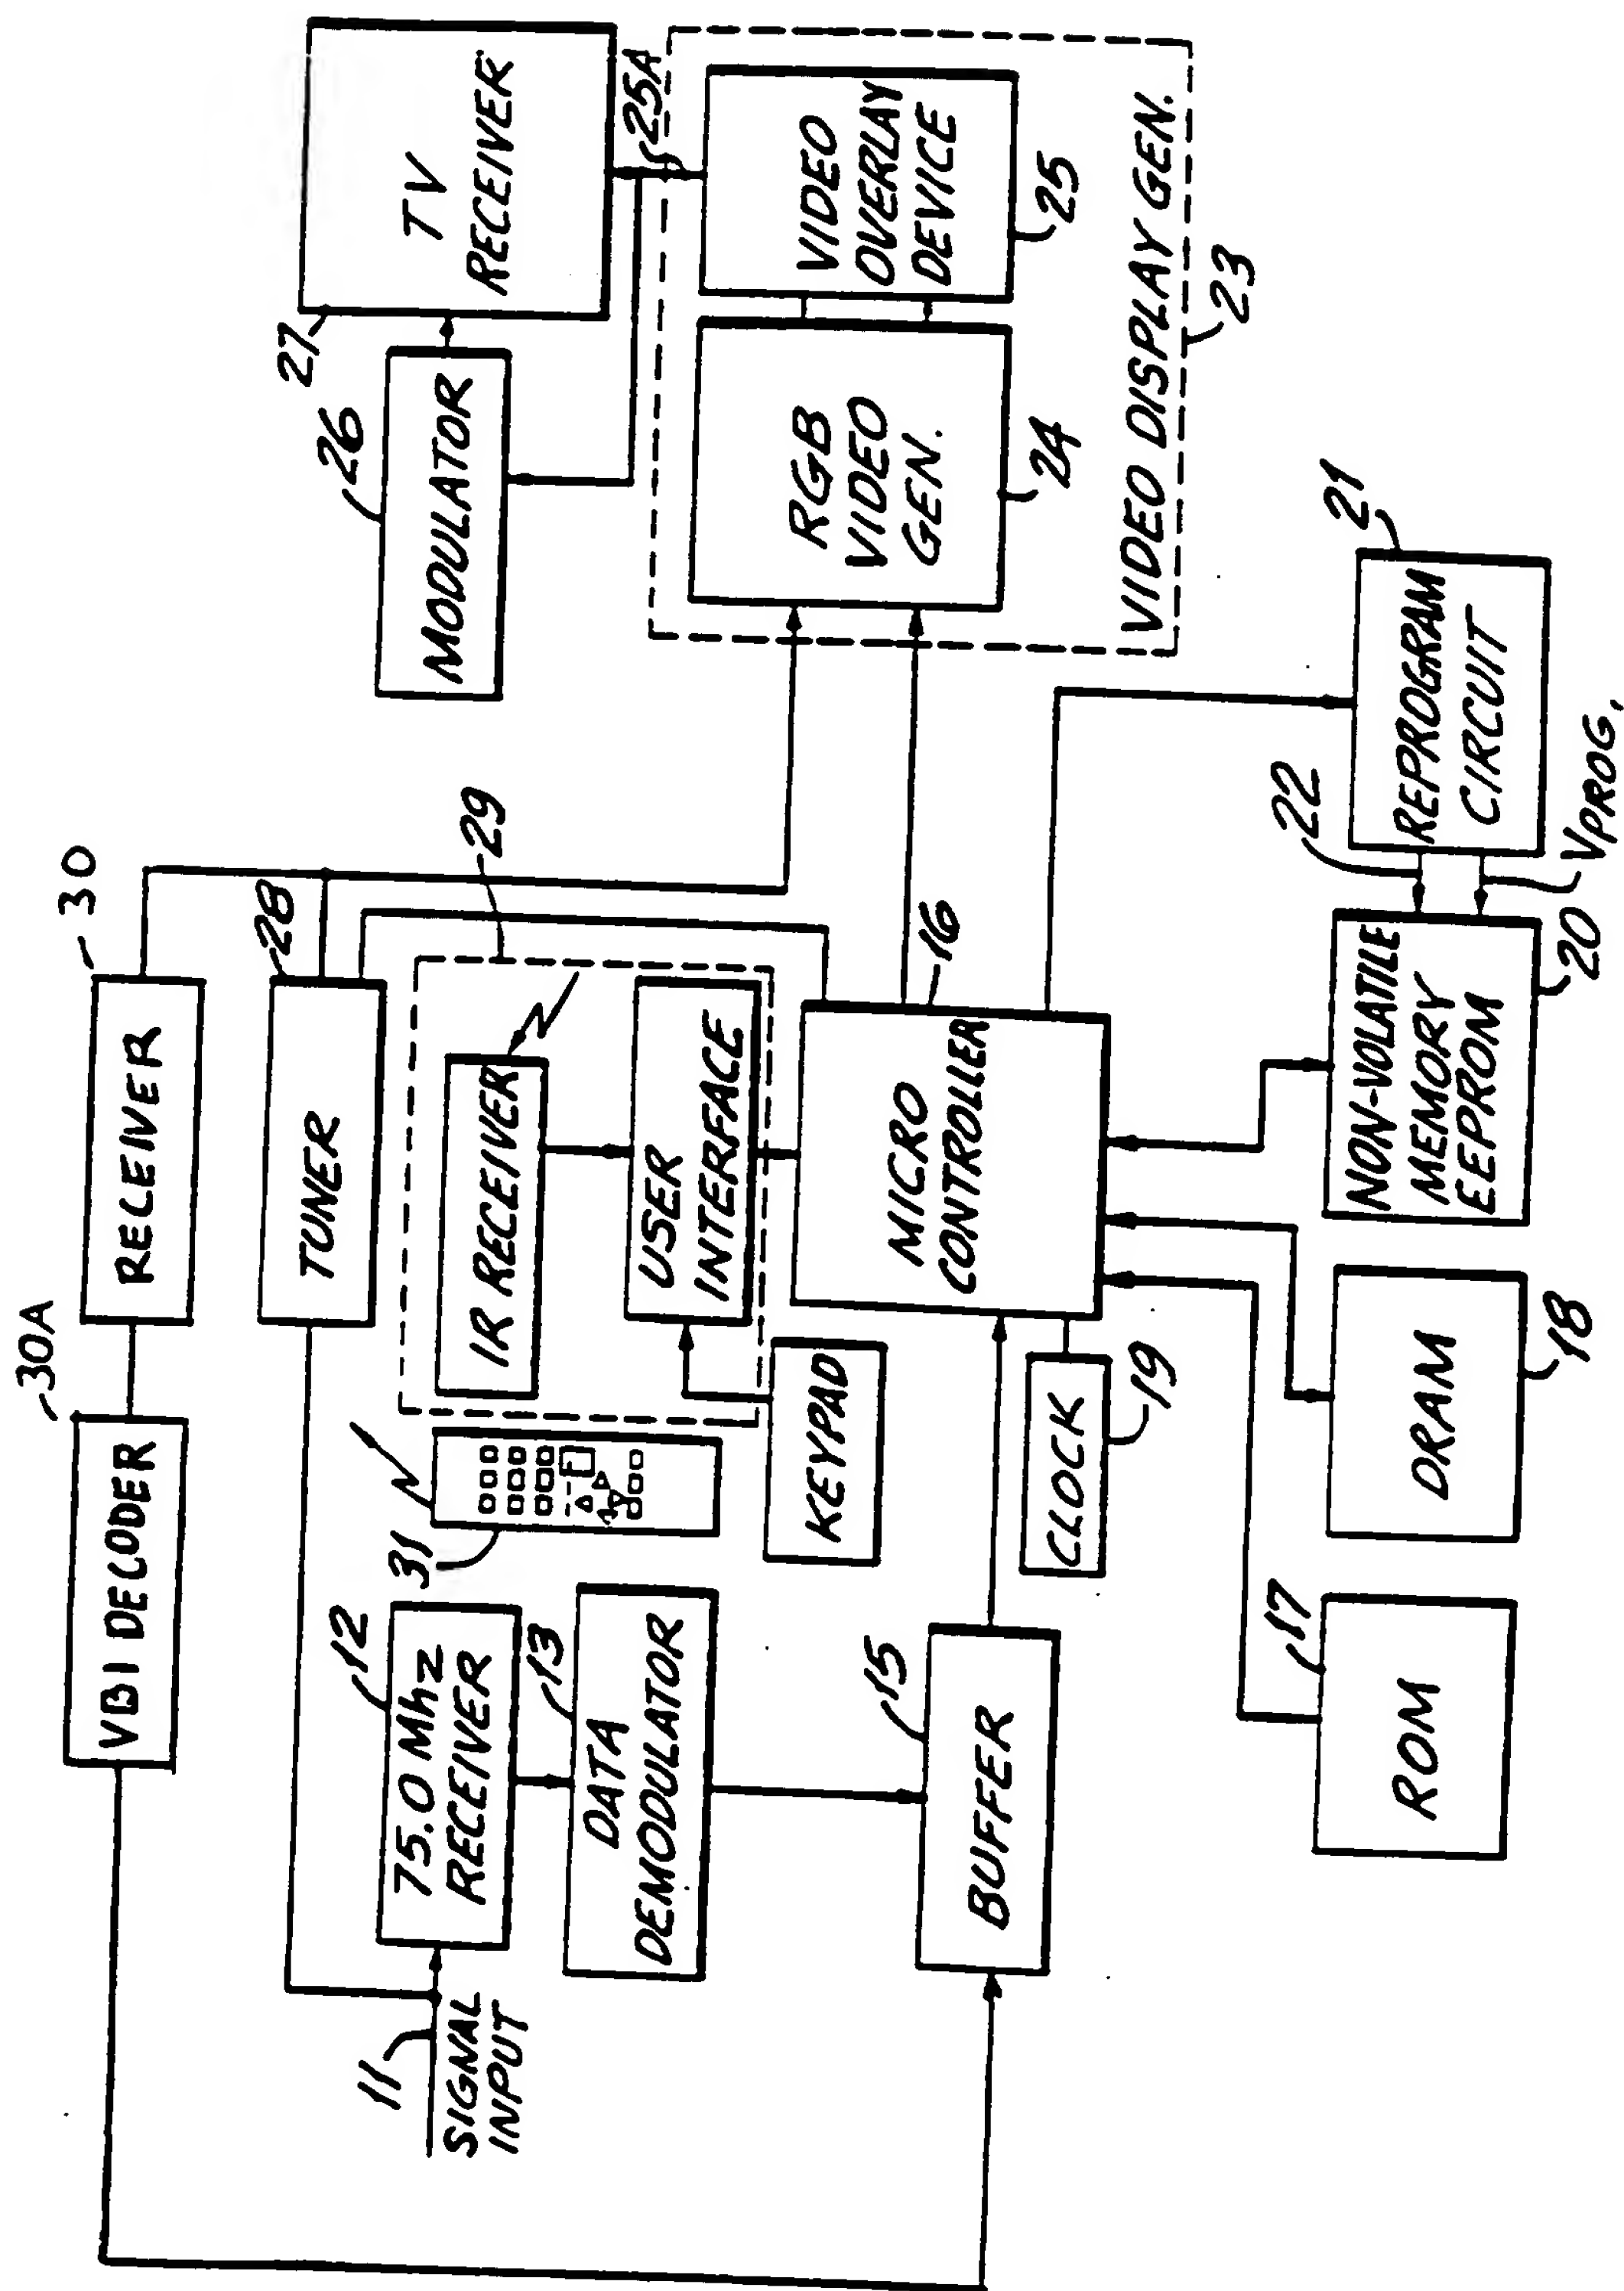 30A
30
VBI DECODER
RECEIVER
28
TUNER
29
11
SIGNAL
INPUT
12
75.0 Mhz
RECEIVER
31
IR RECEIVER
26
MODULATOR
27
TV
RECEIVER
13
DATA
DEMODULATOR
USER
INTERFACE
25A
KEYPAD
15
BUFFER
MICRO
CONTROLLER
16
RGB
VIDEO
GEN.
24
VIDEO
OVERLAY
DEVICE
25
CLOCK
19
VIDEO DISPLAY GEN.
23
17
ROM
DRAM
18
NON-VOLATILE
MEMORY
EEPROM
20
22
VPROG.
REPROGRAM
CIRCUIT
21